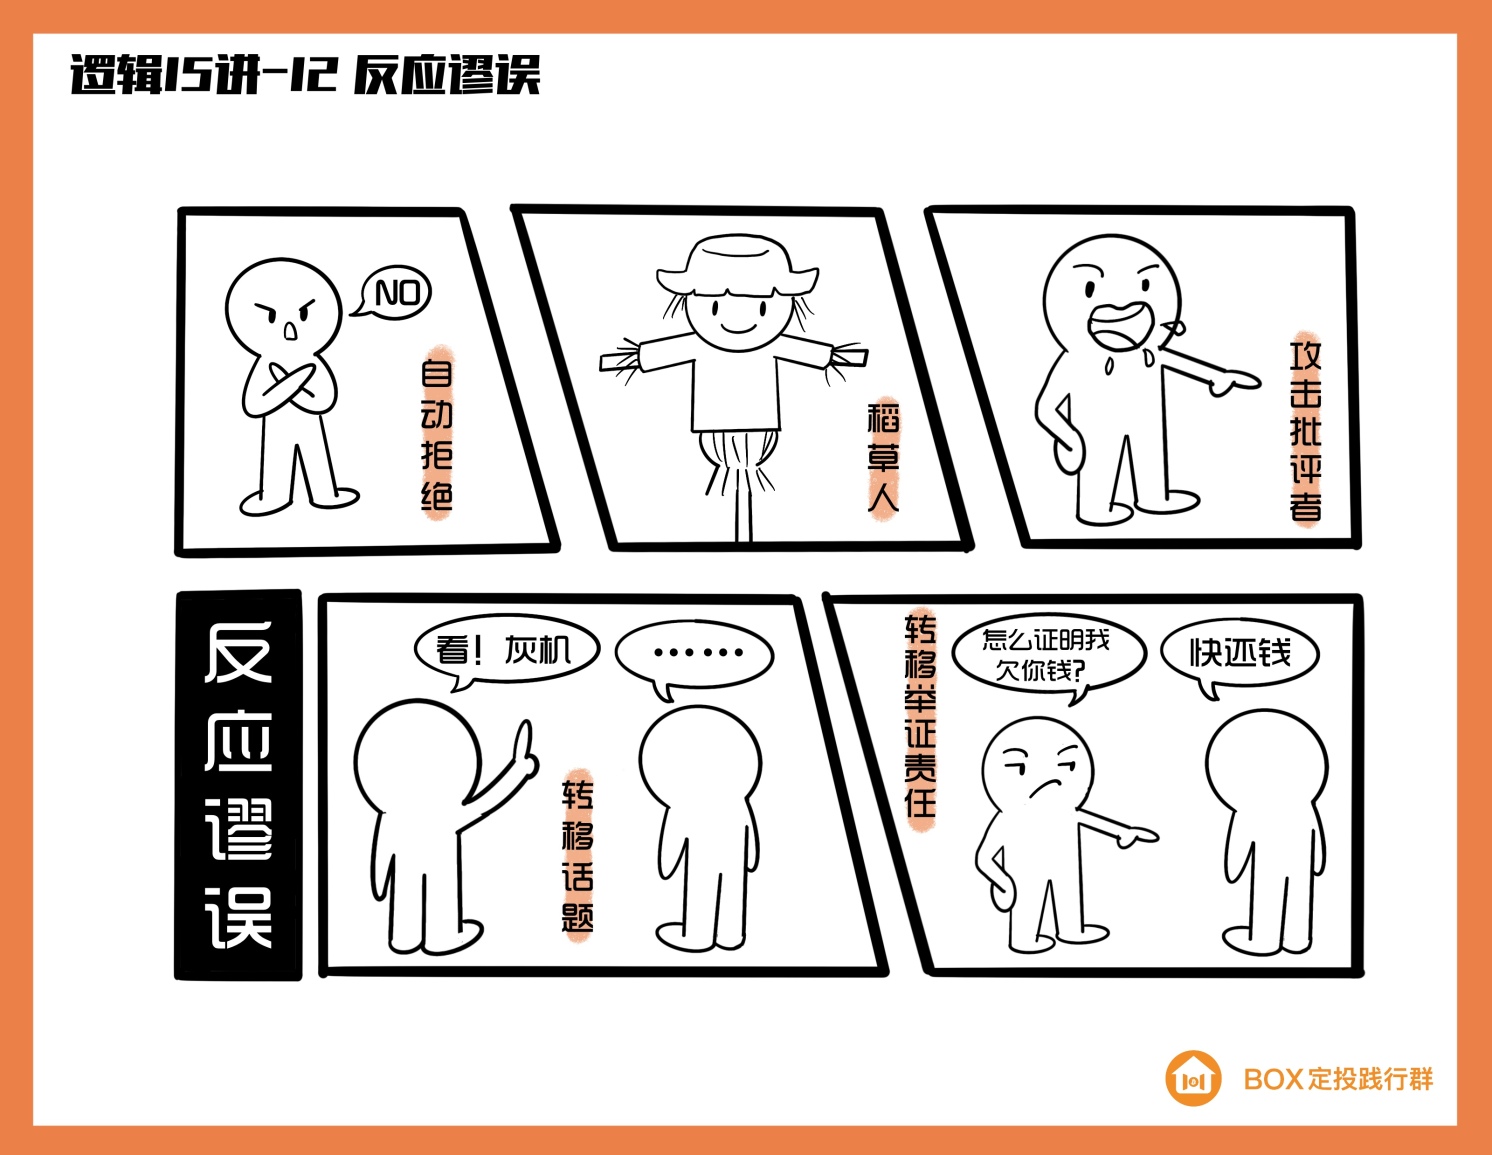 逻辑15讲-12 反应谬误
NO
自动拒绝
稻草人
攻击批评者
反应谬误
看！灰机
……
转移话题
转移举证责任
怎么证明我
欠你钱？
快还钱
BOX定投践行群